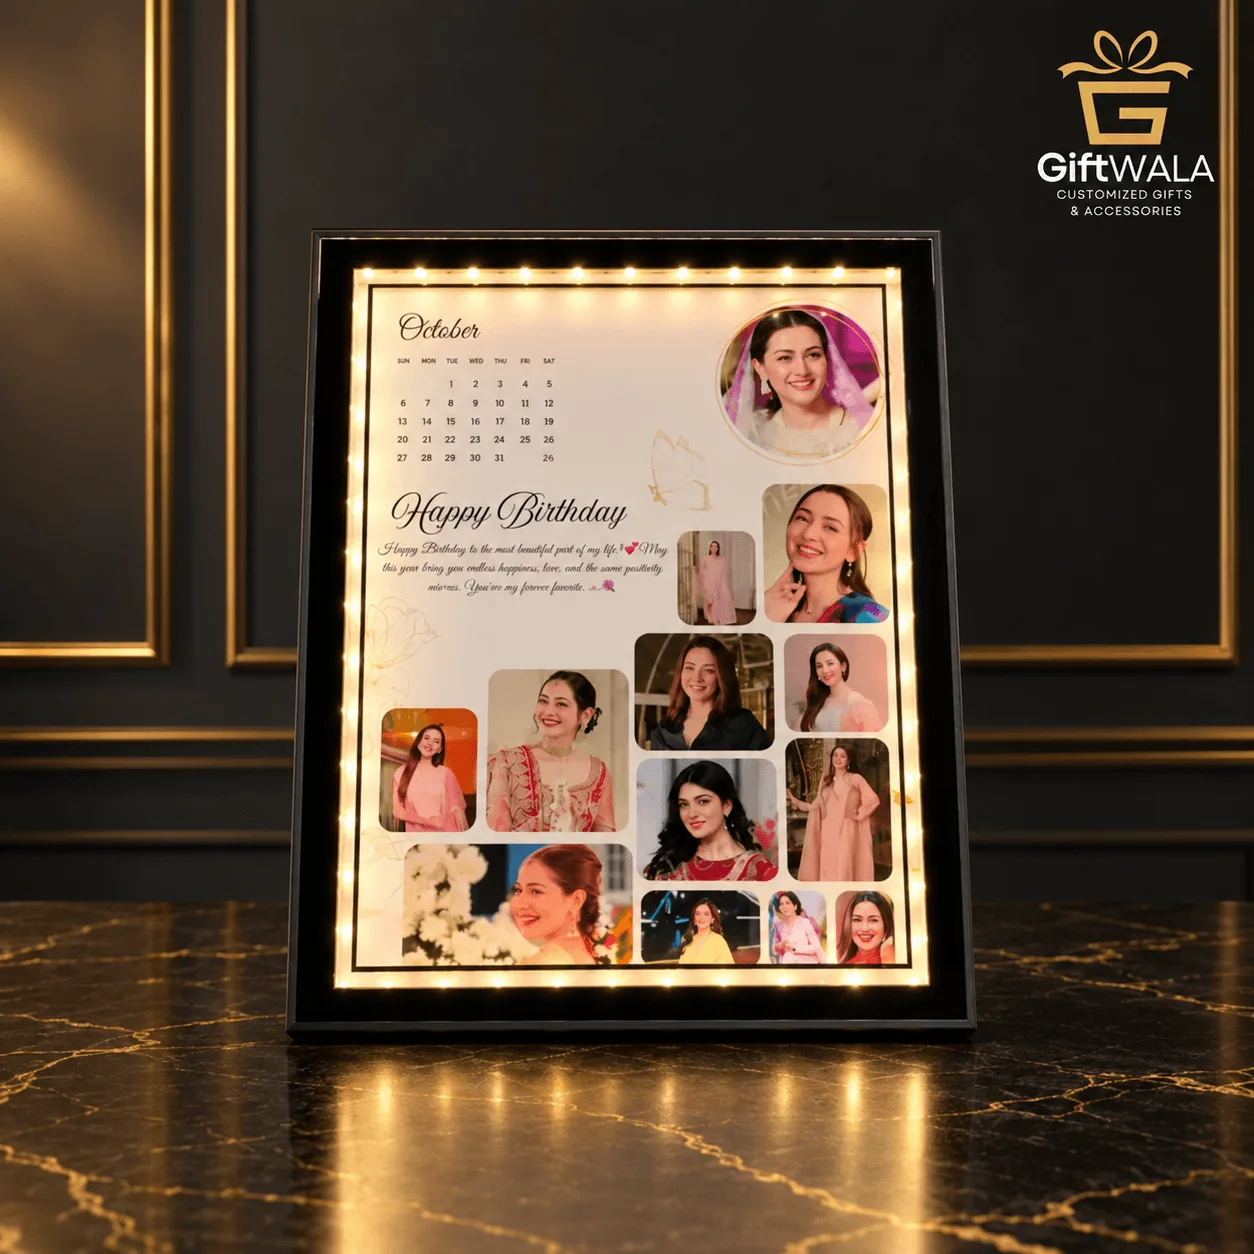 GiftWALA
CUSTOMIZED GIFTS
& ACCESSORIES
October
SUN MON TUE WED THU FRI SAT
1 2 3 4 5
6 7 8 9 10 11 12
13 14 15 16 17 18 19
20 21 22 23 24 25 26
27 28 29 30 31 26
Happy Birthday
Happy Birthday to the most beautiful part of my life. 💕 May
this year bring you endless happiness, love, and the same positivity
You're my forever favorite.